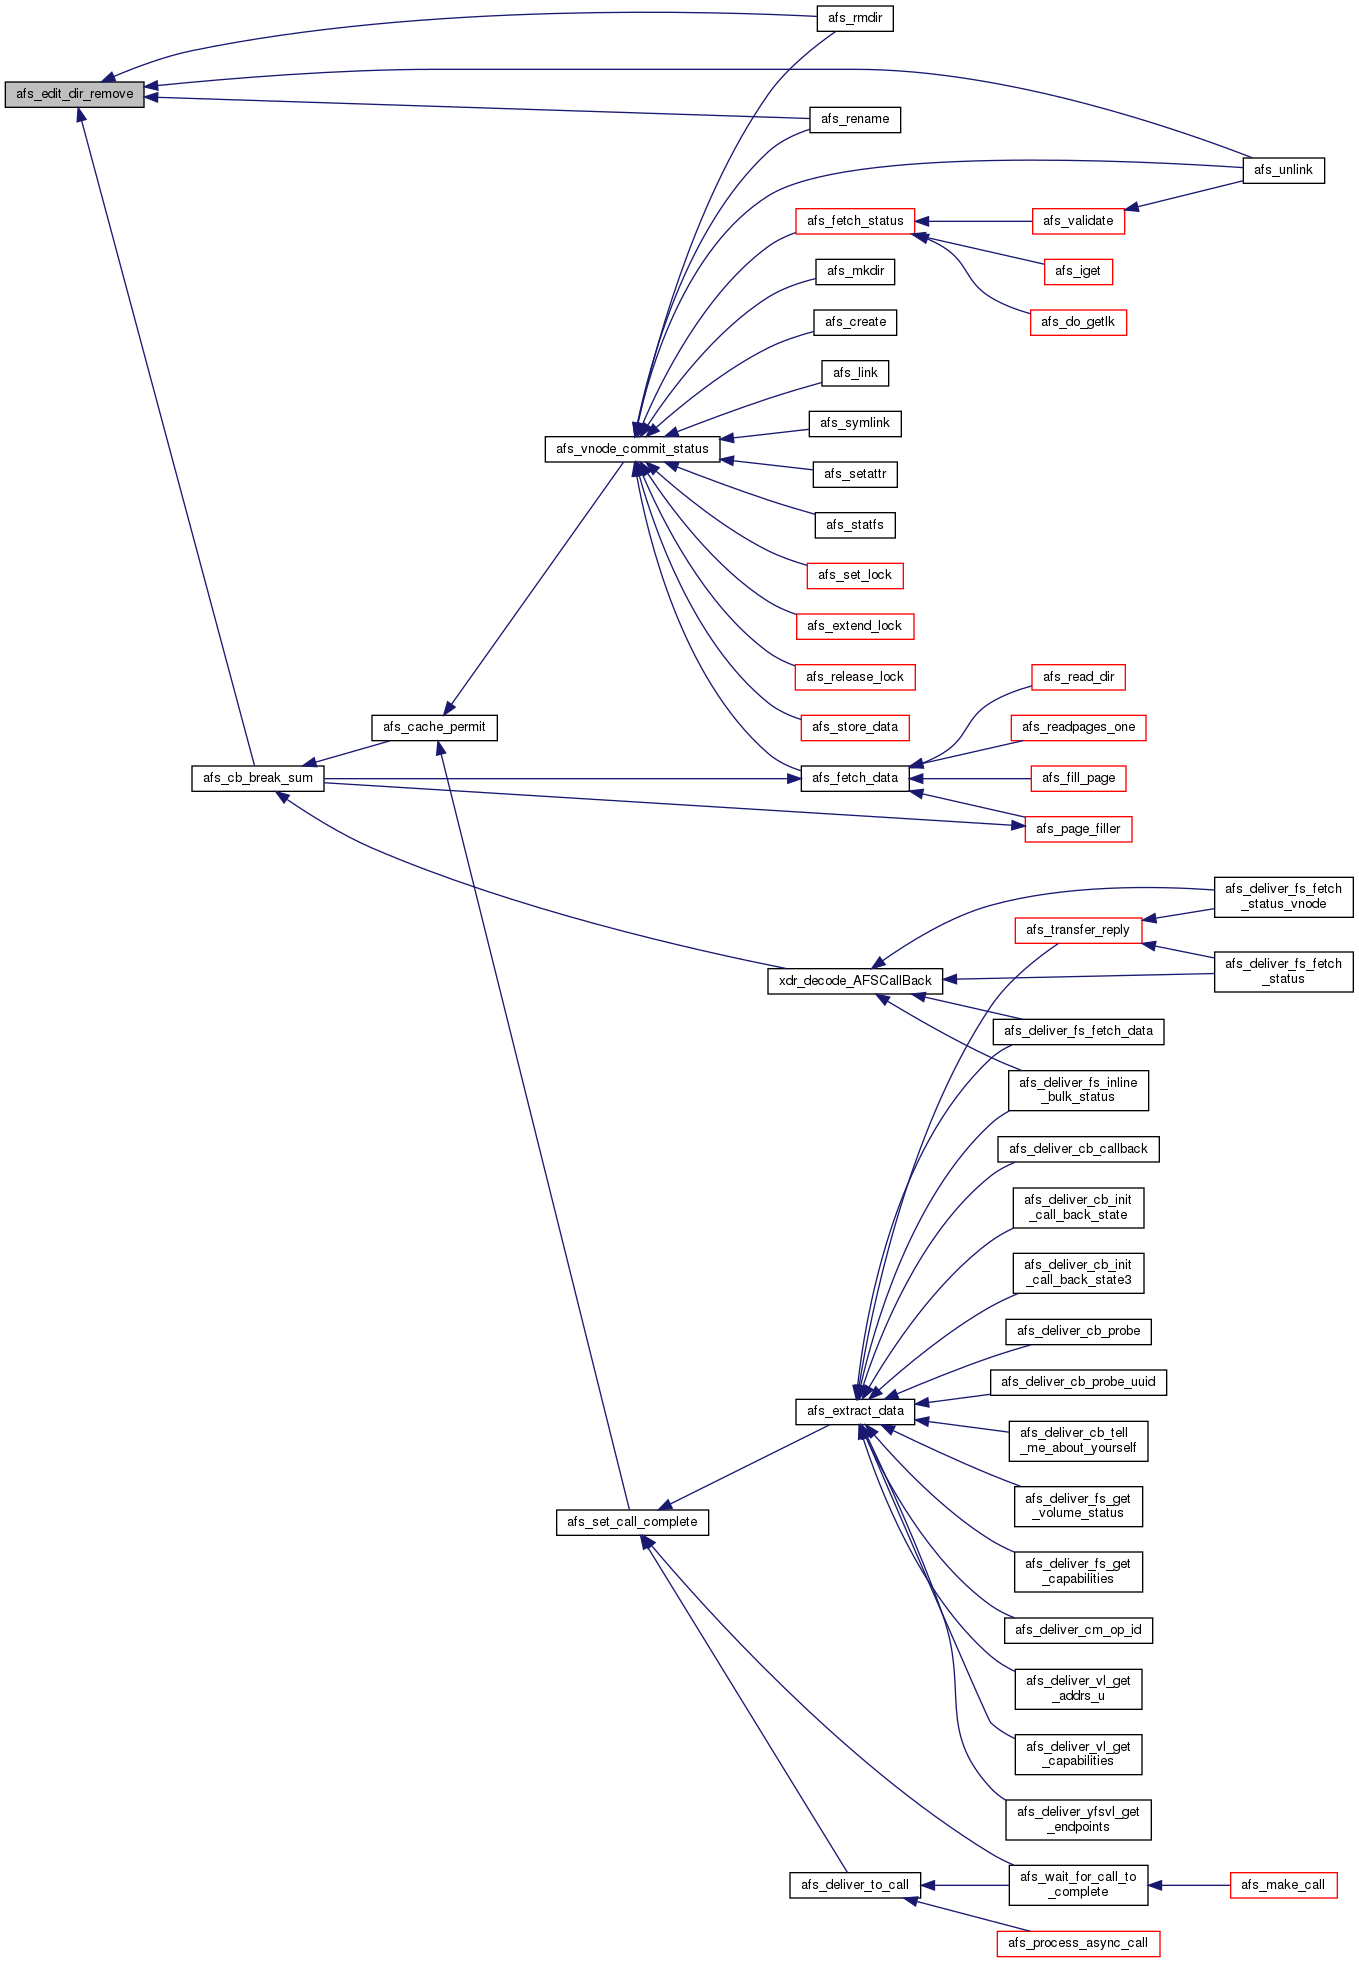 afs_rmdir
afs_edit_dir_remove
afs_rename
afs_unlink
afs_fetch_status
afs_validate
afs_iget
afs_mkdir
afs_do_getlk
afs_create
afs_link
afs_symlink
afs_vnode_commit_status
afs_setattr
afs_statfs
afs_set_lock
afs_extend_lock
afs_release_lock
afs_read_dir
afs_cache_permit
afs_store_data
afs_readpages_one
afs_cb_break_sum
afs_fetch_data
afs_fill_page
afs_page_filler
afs_deliver_fs_fetch
_status_vnode
afs_transfer_reply
afs_deliver_fs_fetch
_status
xdr_decode_AFSCallBack
afs_deliver_fs_fetch_data
afs_deliver_fs_inline
_bulk_status
afs_deliver_cb_callback
afs_deliver_cb_init
_call_back_state
afs_deliver_cb_init
_call_back_state3
afs_deliver_cb_probe
afs_deliver_cb_probe_uuid
afs_extract_data
afs_deliver_cb_tell
_me_about_yourself
afs_deliver_fs_get
_volume_status
afs_set_call_complete
afs_deliver_fs_get
_capabilities
afs_deliver_cm_op_id
afs_deliver_vl_get
_addrs_u
afs_deliver_vl_get
_capabilities
afs_deliver_yfsvl_get
_endpoints
afs_deliver_to_call
afs_wait_for_call_to
_complete
afs_make_call
afs_process_async_call